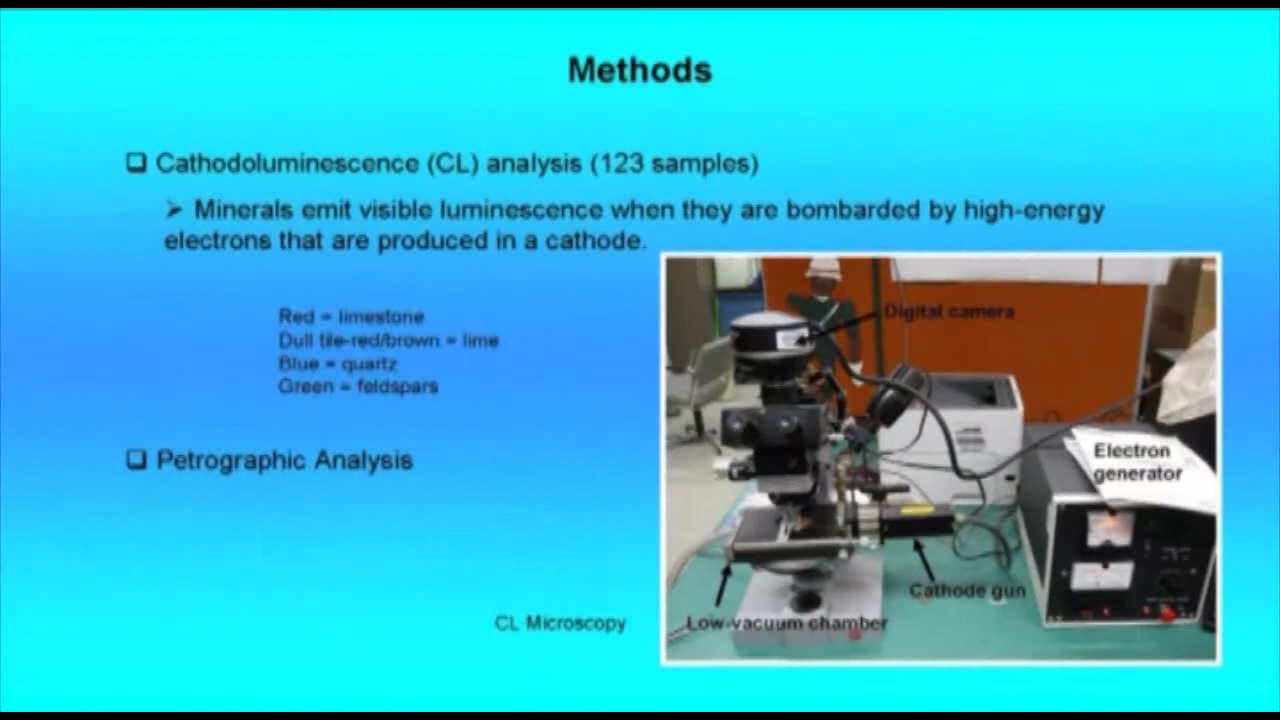 Methods
❑ Cathodoluminescence (CL) analysis (123 samples)
➢ Minerals emit visible luminescence when they are bombarded by high-energy
electrons that are produced in a cathode.
Red = limestone
Dull tile-red/brown = lime
Blue = quartz
Green = feldspars
❑ Petrographic Analysis
Digital camera
Electron
generator
Cathode gun
Low-vacuum chamber
CL Microscopy